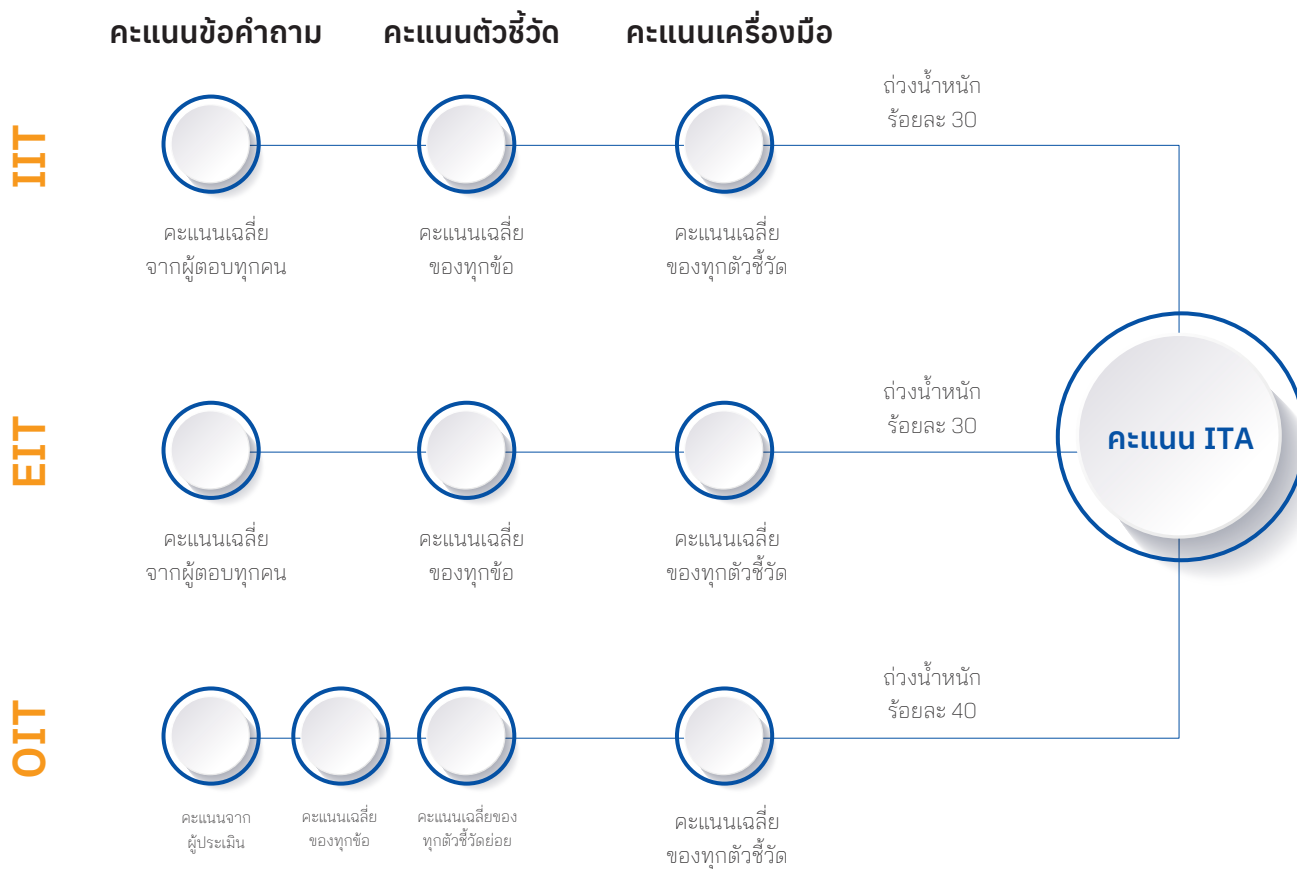 คะแนนข้อคำถาม คะแนนตัวชี้วัด คะแนนเครื่องมือ
IIT
ถ่วงน้ำหนัก
ร้อยละ 30
คะแนนเฉลี่ย
จากผู้ตอบทุกคน
คะแนนเฉลี่ย
ของทุกข้อ
คะแนนเฉลี่ย
ของทุกตัวชี้วัด
EIT
ถ่วงน้ำหนัก
ร้อยละ 30
คะแนน ITA
คะแนนเฉลี่ย
จากผู้ตอบทุกคน
คะแนนเฉลี่ย
ของทุกข้อ
คะแนนเฉลี่ย
ของทุกตัวชี้วัด
OIT
ถ่วงน้ำหนัก
ร้อยละ 40
คะแนนจาก
ผู้ประเมิน
คะแนนเฉลี่ย
ของทุกข้อ
คะแนนเฉลี่ยของ
ทุกตัวชี้วัดย่อย
คะแนนเฉลี่ย
ของทุกตัวชี้วัด